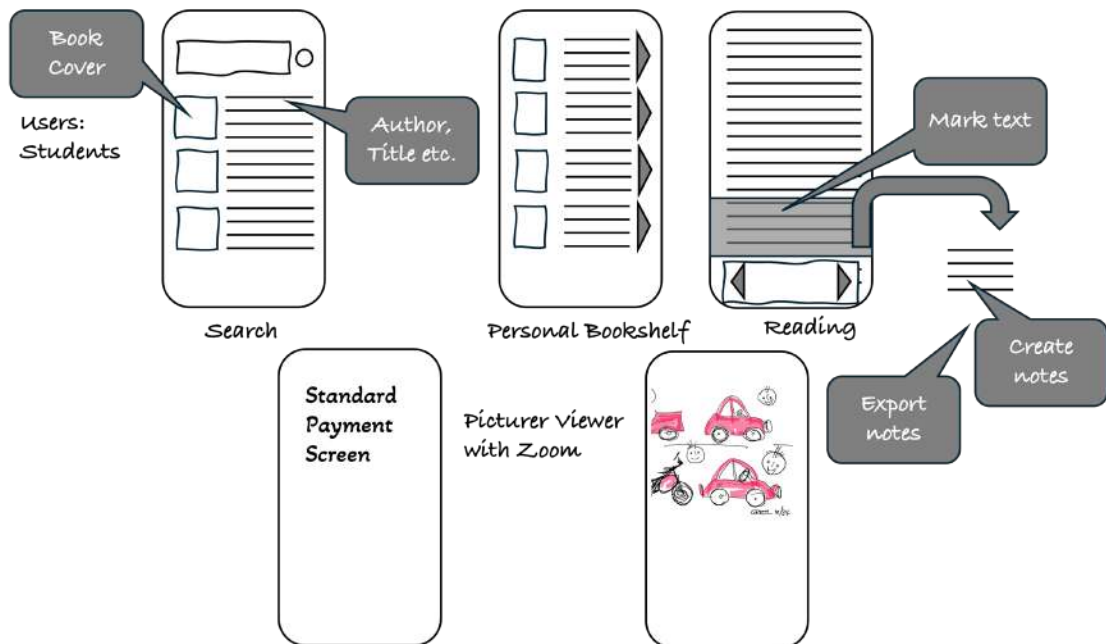 Book
Cover
Users:
Students
Author,
Title etc.
Mark text
Search
Personal Bookshelf
Reading
Create
notes
Export
notes
Standard
Payment
Screen
Picturer Viewer
with Zoom